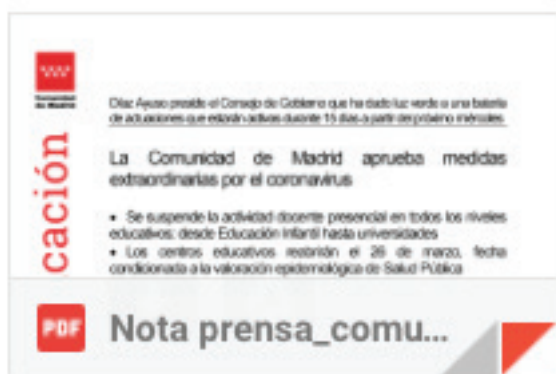 Comunidad
de Madrid
cación
Díaz Ayuso preside el Consejo de Gobierno que ha dado luz verde a una batería
de actuaciones que estarán activas durante 15 días a partir del próximo miércoles
La Comunidad de Madrid aprueba medidas
extraordinarias por el coronavirus
• Se suspende la actividad docente presencial en todos los niveles
educativos: desde Educación Infantil hasta universidades
• Los centros educativos reabrirán el 26 de marzo, fecha
condicionada a la valoración epidemiológica de Salud Pública
PDF
Nota prensa_comu...